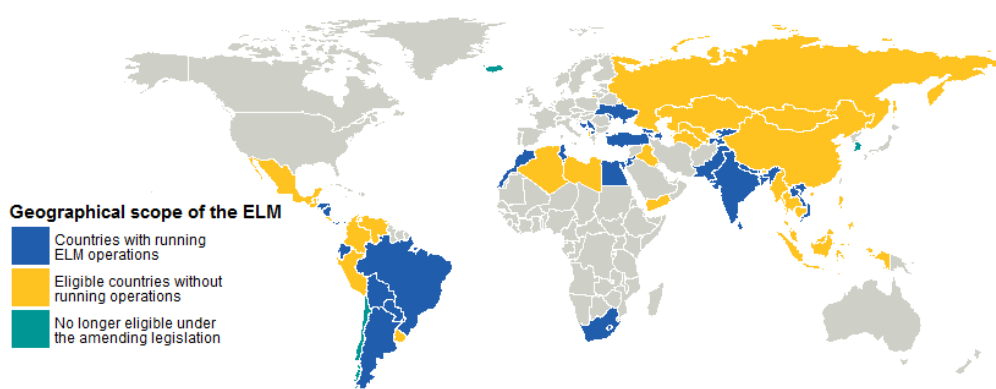 Geographical scope of the ELM
Countries with running
ELM operations
Eligible countries without
running operations
No longer eligible under
the amending legislation